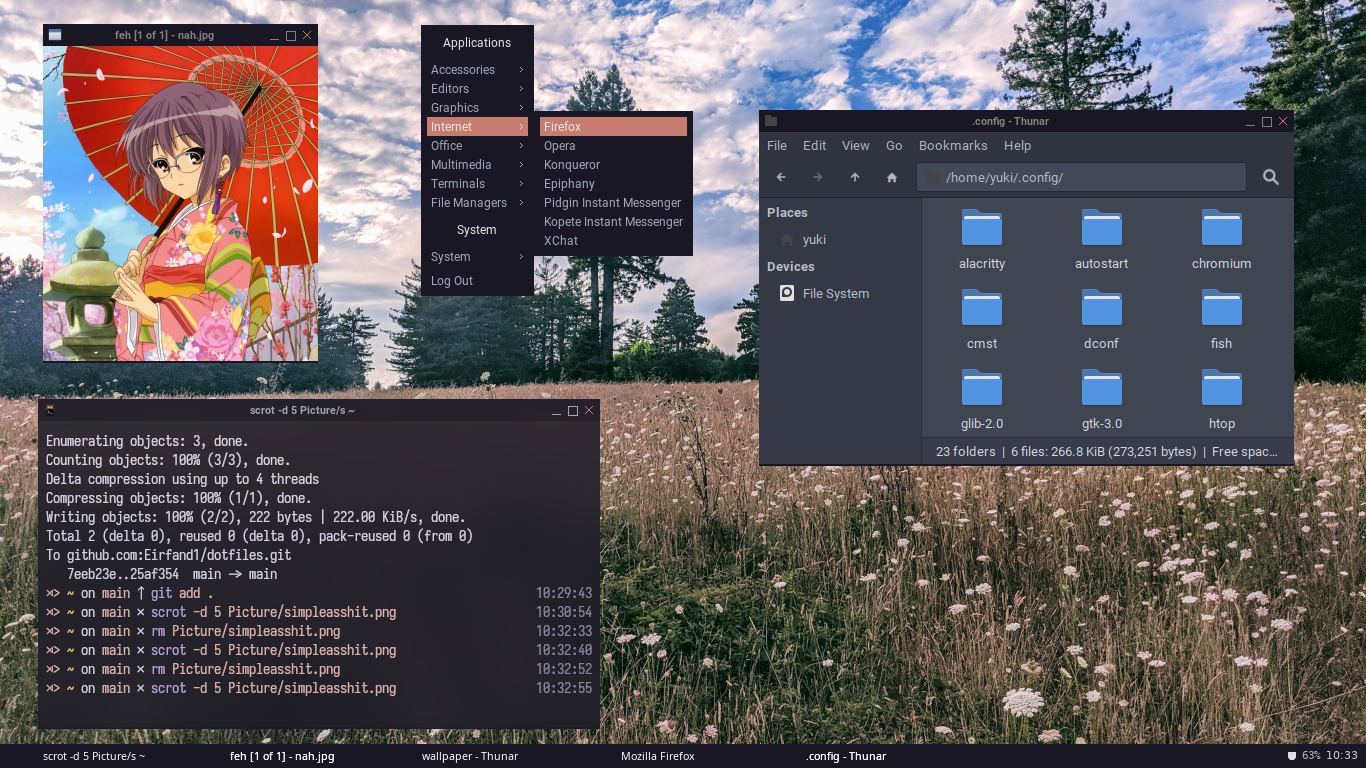 feh [1 of 1] - nah.jpg
Applications
Accessories
Editors
Graphics
Internet
Office
Multimedia
Terminals
File Managers
System
System
Log Out
Firefox
Opera
Konqueror
Epiphany
Pidgin Instant Messenger
Kopete Instant Messenger
XChat
.config - Thunar
File Edit View Go Bookmarks Help
/home/yuki/.config/
Places
yuki
Devices
File System
alacritty autostart chromium
cmst dconf fish
glib-2.0 gtk-3.0 htop
23 folders | 6 files: 266.8 KiB (273,251 bytes) | Free spac...
scrot -d 5 Picture/s ~
Enumerating objects: 3, done.
Counting objects: 100% (3/3), done.
Delta compression using up to 4 threads
Compressing objects: 100% (1/1), done.
Writing objects: 100% (2/2), 222 bytes | 222.00 KiB/s, done.
Total 2 (delta 0), reused 0 (delta 0), pack-reused 0 (from 0)
To github.com:Eirfand1/dotfiles.git
7eeb23e..25af354 main -> main
×> ~ on main ↑ git add . 10:29:43
×> ~ on main × scrot -d 5 Picture/simpleasshit.png 10:30:54
×> ~ on main × rm Picture/simpleasshit.png 10:32:33
×> ~ on main × scrot -d 5 Picture/simpleasshit.png 10:32:40
×> ~ on main × rm Picture/simpleasshit.png 10:32:52
×> ~ on main × scrot -d 5 Picture/simpleasshit.png 10:32:55
scrot -d 5 Picture/s ~ feh [1 of 1] - nah.jpg wallpaper - Thunar Mozilla Firefox .config - Thunar 63% 10:33